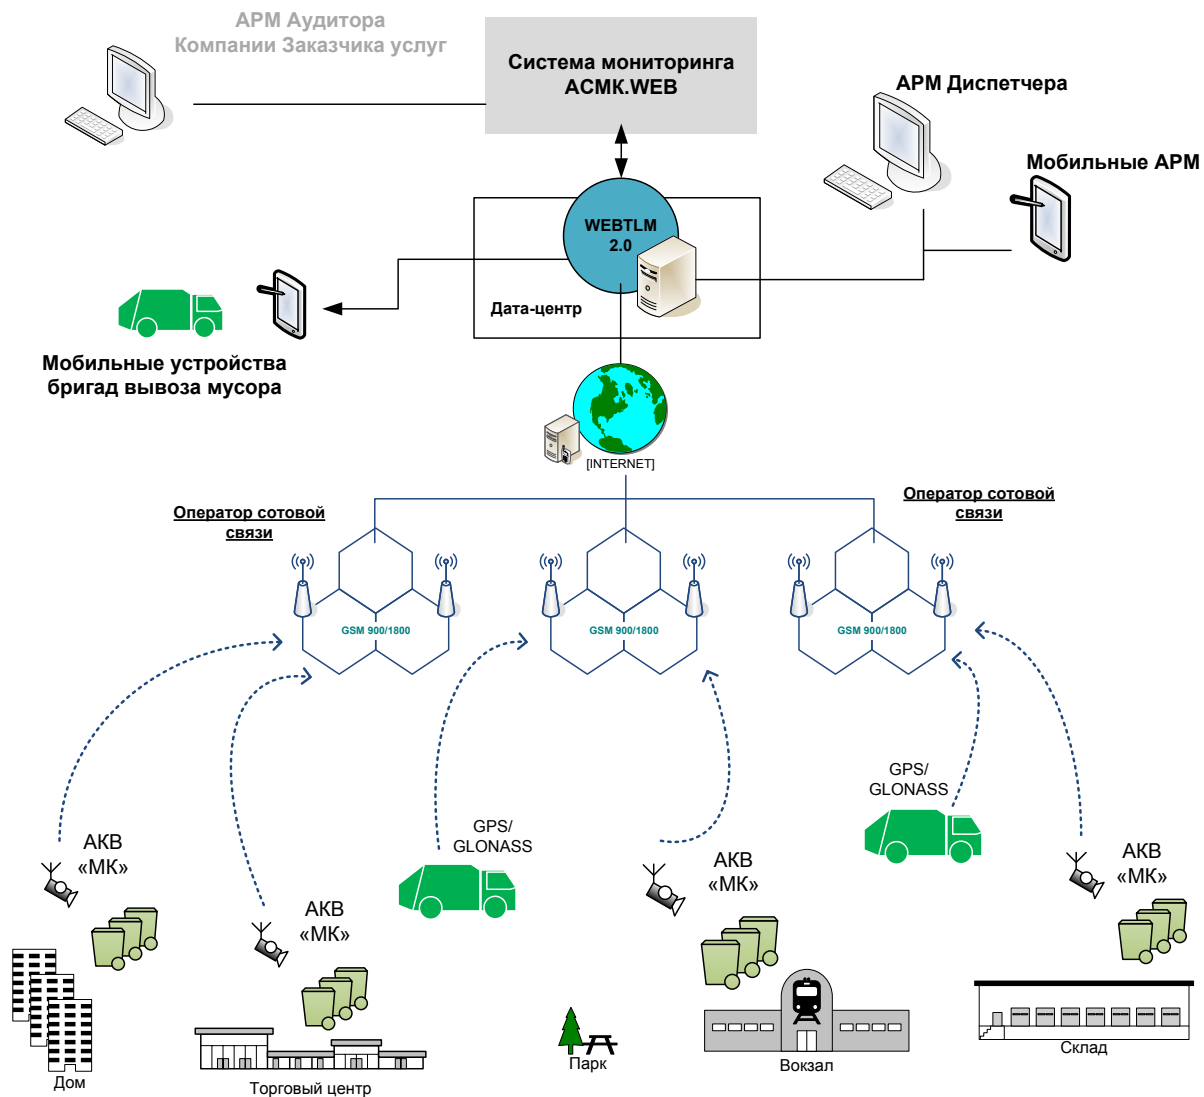 АРМ Аудитора
Компании Заказчика услуг
Система мониторинга
АСМК.WEB
АРМ Диспетчера
Мобильные АРМ
WEBTLM
2.0
Дата-центр
Мобильные устройства
бригад вывоза мусора
[INTERNET]
Оператор сотовой
связи
Оператор сотовой
связи
GSM 900/1800
GSM 900/1800
GSM 900/1800
GPS/
GLONASS
GPS/
GLONASS
АКВ
«МК»
АКВ
«МК»
АКВ
«МК»
АКВ
«МК»
Дом
Торговый центр
Парк
Вокзал
Склад